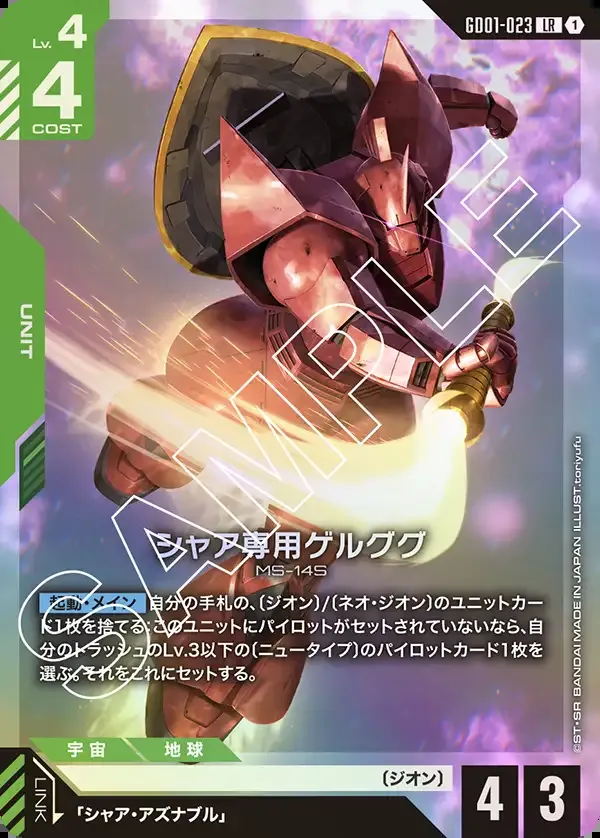 Lv. 4
4
COST
GD01-023 LR 1
UNIT
SAMPLE
シャア専用ゲルググ
MS-14S
起動・メイン 自分の手札の、〔ジオン〕/〔ネオ・ジオン〕のユニットカー
ド1枚を捨てる:このユニットにパイロットがセットされていないなら、自
分のトラッシュのLv.3以下の〔ニュータイプ〕のパイロットカード1枚を
選ぶ。それをこれにセットする。
宇宙 地球
〔ジオン〕
LINK
「シャア・アズナブル」
4 3
©ST・SR BANDAI MADE IN JAPAN ILLUST.toriyufu